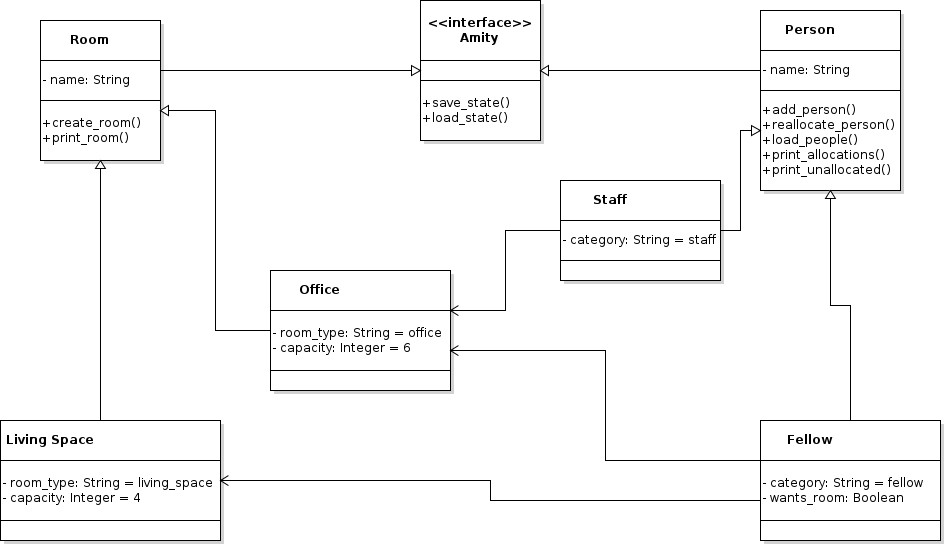 Room
- name: String
+create_room()
+print_room()
<<interface>>
Amity
+save_state()
+load_state()
Person
- name: String
+add_person()
+reallocate_person()
+load_people()
+print_allocations()
+print_unallocated()
Staff
- category: String = staff
Office
- room_type: String = office
- capacity: Integer = 6
Living Space
- room_type: String = living_space
- capacity: Integer = 4
Fellow
- category: String = fellow
- wants_room: Boolean